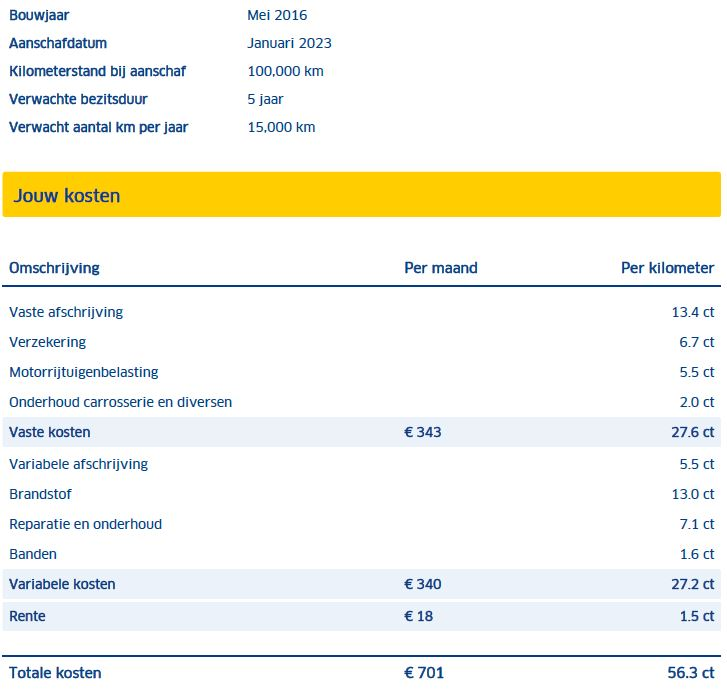 Bouwjaar Mei 2016
Aanschafdatum Januari 2023
Kilometerstand bij aanschaf 100,000 km
Verwachte bezitsduur 5 jaar
Verwacht aantal km per jaar 15,000 km
Jouw kosten
Omschrijving Per maand Per kilometer
Vaste afschrijving 13.4 ct
Verzekering 6.7 ct
Motorrijtuigenbelasting 5.5 ct
Onderhoud carrosserie en diversen 2.0 ct
Vaste kosten € 343 27.6 ct
Variabele afschrijving 5.5 ct
Brandstof 13.0 ct
Reparatie en onderhoud 7.1 ct
Banden 1.6 ct
Variabele kosten € 340 27.2 ct
Rente € 18 1.5 ct
Totale kosten € 701 56.3 ct